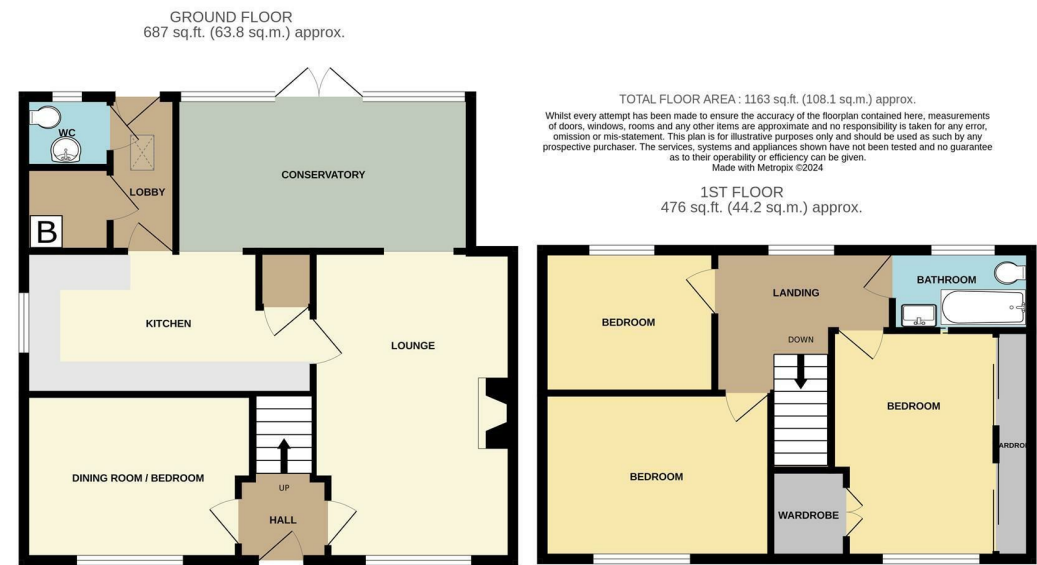 GROUND FLOOR
687 sq.ft. (63.8 sq.m.) approx.
WC
LOBBY
B
CONSERVATORY
KITCHEN
LOUNGE
DINING ROOM / BEDROOM
UP
HALL
TOTAL FLOOR AREA : 1163 sq.ft. (108.1 sq.m.) approx.
Whilst every attempt has been made to ensure the accuracy of the floorplan contained here, measurements
of doors, windows, rooms and any other items are approximate and no responsibility is taken for any error,
omission or mis-statement. This plan is for illustrative purposes only and should be used as such by any
prospective purchaser. The services, systems and appliances shown have not been tested and no guarantee
as to their operability or efficiency can be given.
Made with Metropix ©2024
1ST FLOOR
476 sq.ft. (44.2 sq.m.) approx.
BEDROOM
LANDING
BATHROOM
DOWN
BEDROOM
BEDROOM
WARDROBE